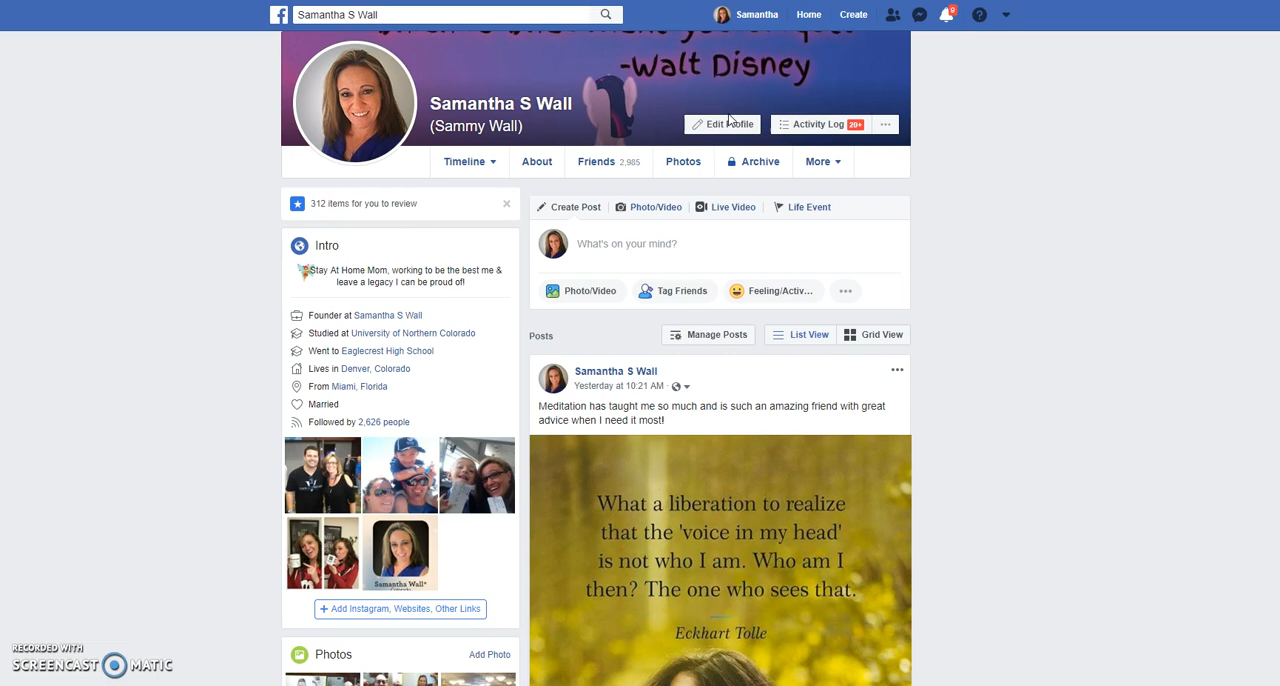 Samantha S Wall
Samantha
Home
Create
9
-Walt Disney
Samantha S Wall
(Sammy Wall)
Edit Profile
Activity Log 20+
Timeline
About
Friends 2,985
Photos
Archive
More
312 items for you to review
Intro
Stay At Home Mom, working to be the best me &
leave a legacy I can be proud of!
Founder at Samantha S Wall
Studied at University of Northern Colorado
Went to Eaglecrest High School
Lives in Denver, Colorado
From Miami, Florida
Married
Followed by 2,626 people
Samantha Wall*
+ Add Instagram, Websites, Other Links
Photos
Add Photo
Create Post
Photo/Video
Live Video
Life Event
What's on your mind?
Photo/Video
Tag Friends
Feeling/Activ...
Posts
Manage Posts
List View
Grid View
Samantha S Wall
Yesterday at 10:21 AM ·
Meditation has taught me so much and is such an amazing friend with great
advice when I need it most!
What a liberation to realize
that the 'voice in my head'
is not who I am. Who am I
then? The one who sees that.
Eckhart Tolle
RECORDED WITH
SCREENCAST MATIC